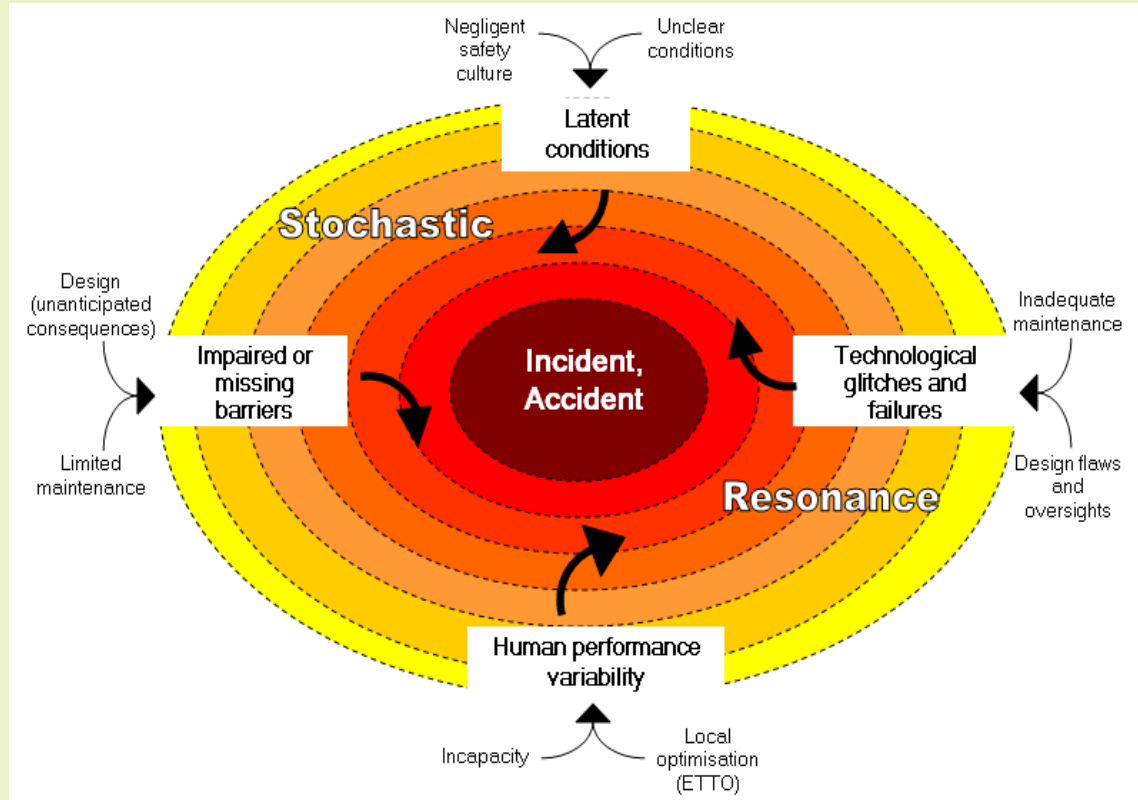 Negligent
safety
culture
Unclear
conditions
Latent
conditions
Stochastic
Design
(unanticipated
consequences)
Impaired or
missing
barriers
Limited
maintenance
Incident,
Accident
Inadequate
maintenance
Technological
glitches and
failures
Design flaws
and
oversights
Resonance
Human performance
variability
Incapacity
Local
optimisation
(ETTO)